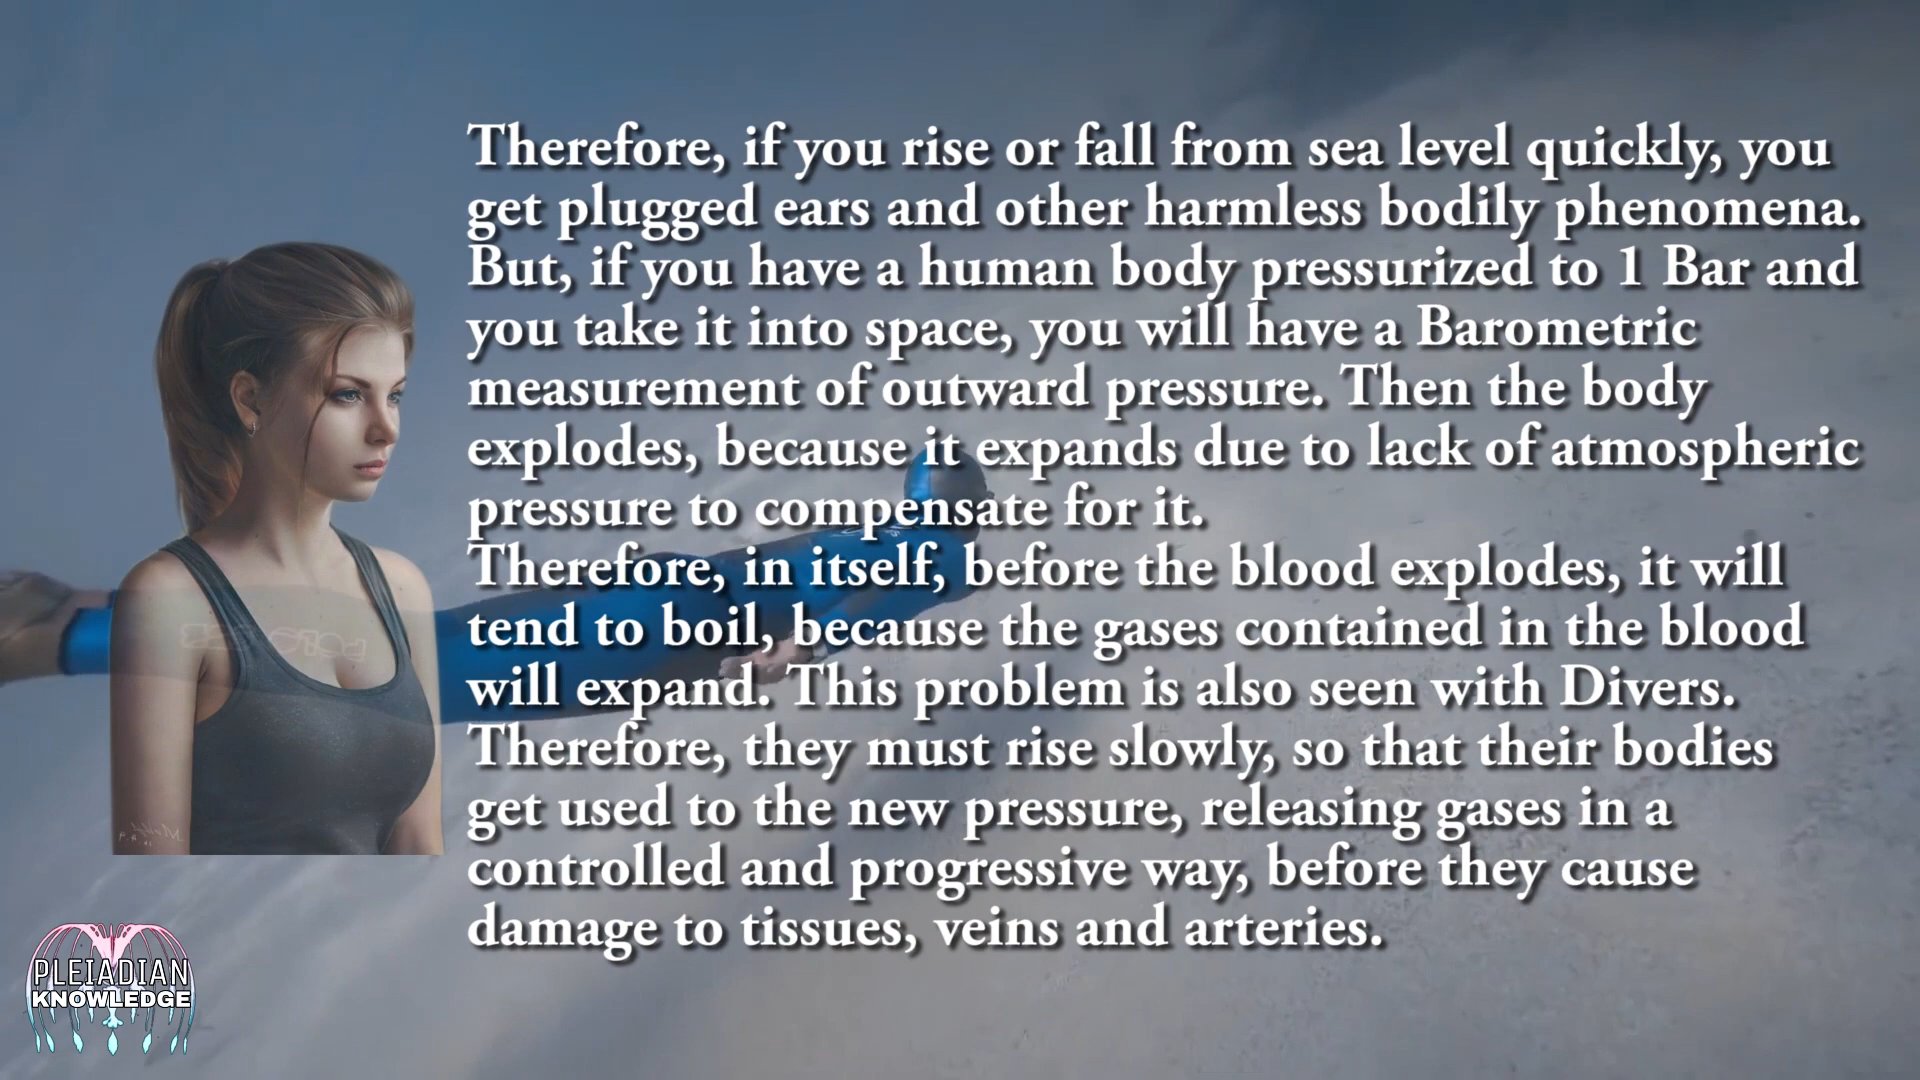 Therefore, if you rise or fall from sea level quickly, you
get plugged ears and other harmless bodily phenomena.
But, if you have a human body pressurized to 1 Bar and
you take it into space, you will have a Barometric
measurement of outward pressure. Then the body
explodes, because it expands due to lack of atmospheric
pressure to compensate for it.
Therefore, in itself, before the blood explodes, it will
tend to boil, because the gases contained in the blood
will expand. This problem is also seen with Divers.
Therefore, they must rise slowly, so that their bodies
get used to the new pressure, releasing gases in a
controlled and progressive way, before they cause
damage to tissues, veins and arteries.
PLEIADIAN
KNOWLEDGE